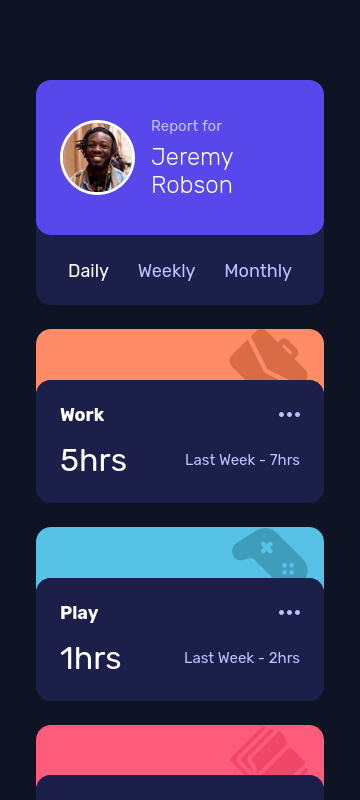 Report for
Jeremy
Robson
Daily Weekly Monthly
Work
5hrs Last Week - 7hrs
Play
1hrs Last Week - 2hrs